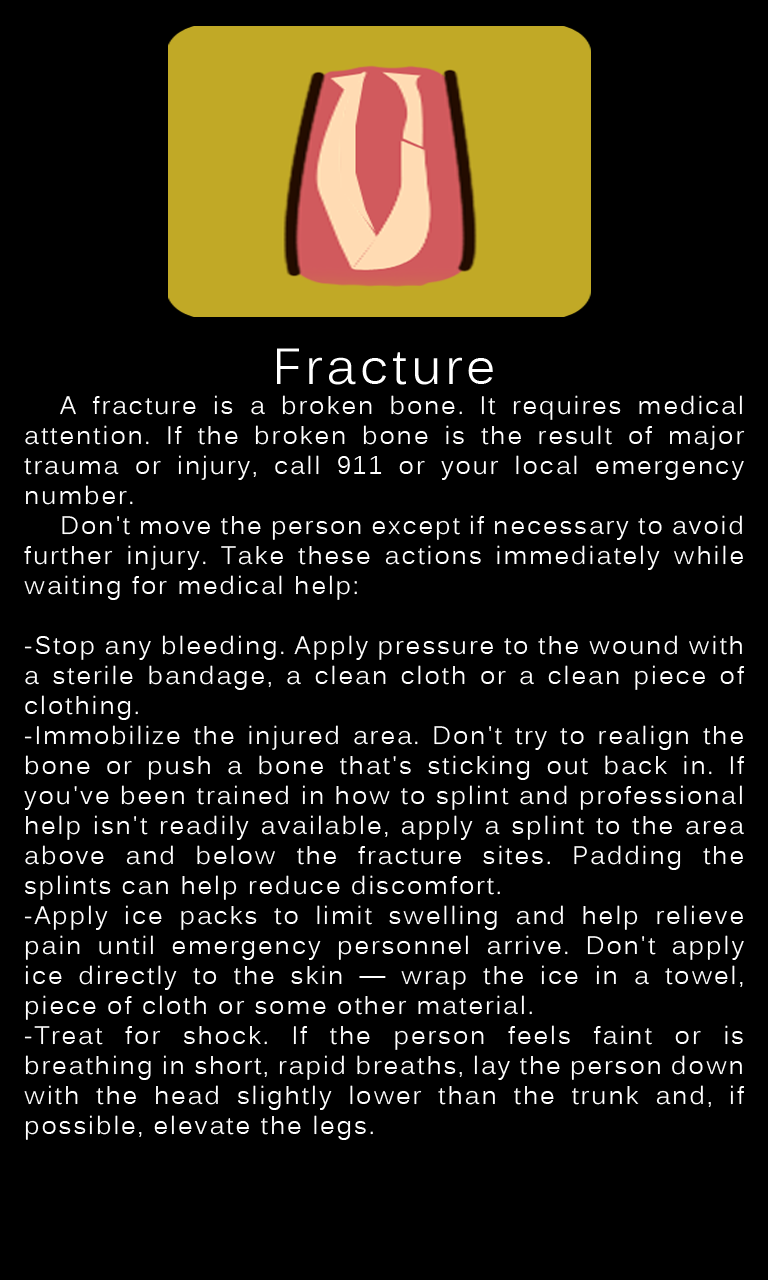 Fracture
A fracture is a broken bone. It requires medical
attention. If the broken bone is the result of major
trauma or injury, call 911 or your local emergency
number.
Don't move the person except if necessary to avoid
further injury. Take these actions immediately while
waiting for medical help:
-Stop any bleeding. Apply pressure to the wound with
a sterile bandage, a clean cloth or a clean piece of
clothing.
-Immobilize the injured area. Don't try to realign the
bone or push a bone that's sticking out back in. If
you've been trained in how to splint and professional
help isn't readily available, apply a splint to the area
above and below the fracture sites. Padding the
splints can help reduce discomfort.
-Apply ice packs to limit swelling and help relieve
pain until emergency personnel arrive. Don't apply
ice directly to the skin — wrap the ice in a towel,
piece of cloth or some other material.
-Treat for shock. If the person feels faint or is
breathing in short, rapid breaths, lay the person down
with the head slightly lower than the trunk and, if
possible, elevate the legs.